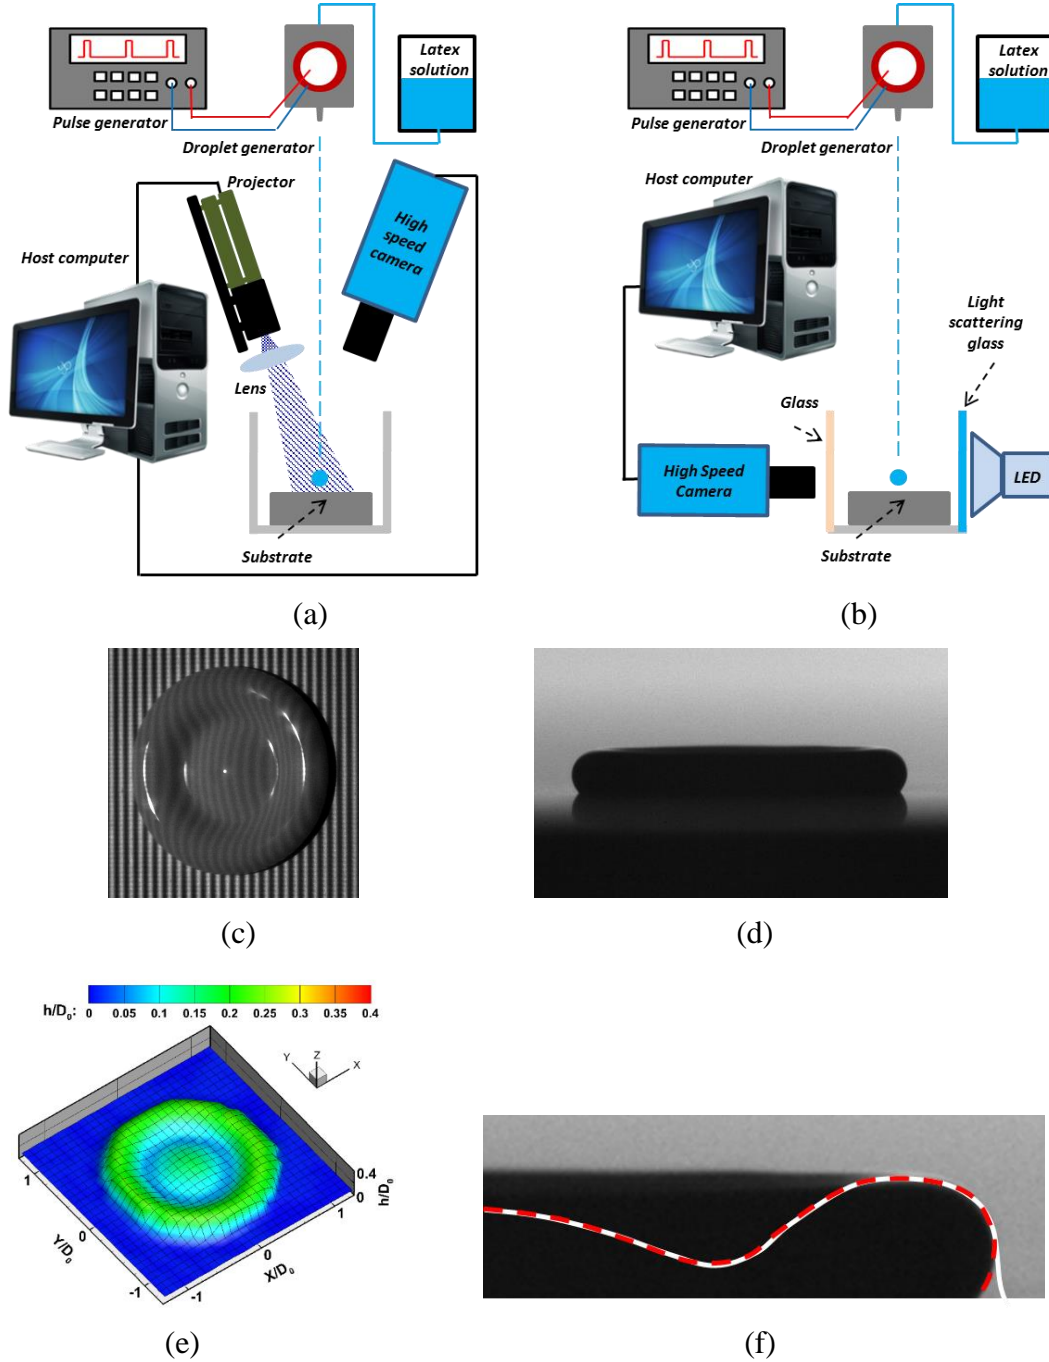 Latex
solution
Pulse generator
Droplet generator
Projector
High
speed
camera
Host computer
Lens
Substrate
(a)
Latex
solution
Pulse generator
Droplet generator
Host computer
Light
scattering
glass
Glass
High Speed
Camera
LED
Substrate
(b)
(c)
(d)
h/D₀: 0 0.05 0.1 0.15 0.2 0.25 0.3 0.35 0.4
Y Z X
0.4
0
h/D₀
1
0
-1
Y/D₀
1
0
-1
X/D₀
(e)
(f)